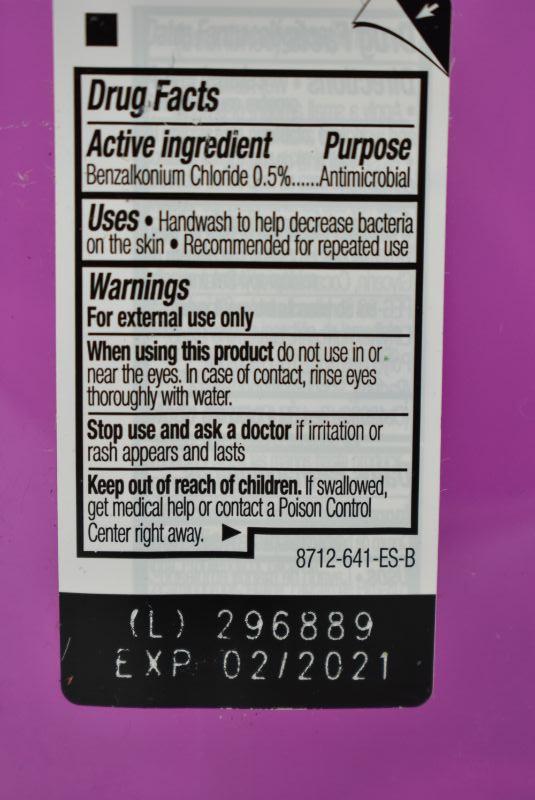 Drug Facts
Active ingredient Purpose
Benzalkonium Chloride 0.5%......Antimicrobial
Uses • Handwash to help decrease bacteria
on the skin • Recommended for repeated use
Warnings
For external use only
When using this product do not use in or
near the eyes. In case of contact, rinse eyes
thoroughly with water.
Stop use and ask a doctor if irritation or
rash appears and lasts
Keep out of reach of children. If swallowed,
get medical help or contact a Poison Control
Center right away. ▶
8712-641-ES-B
(L) 296889
EXP 02/2021